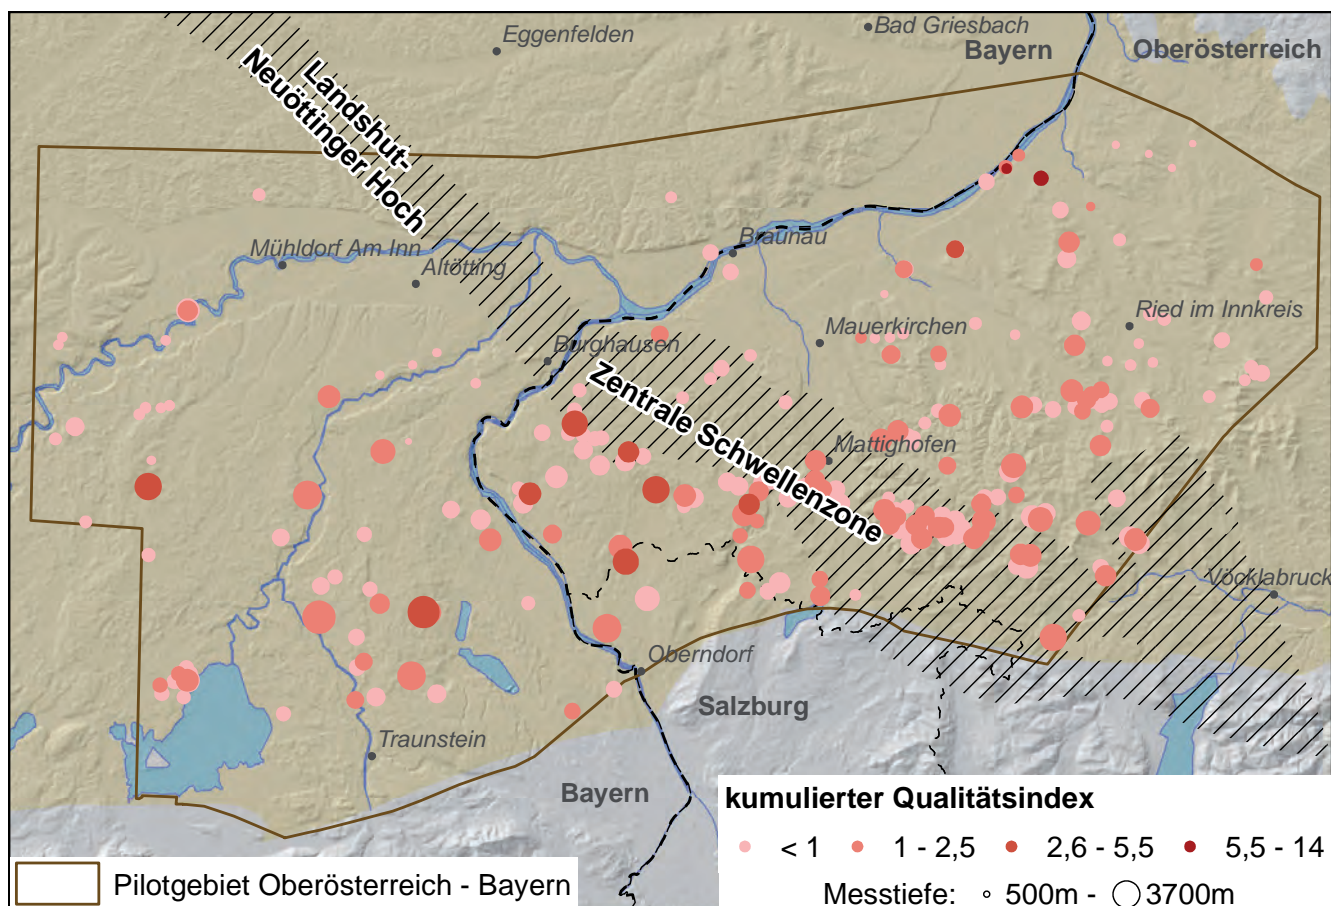 Eggenfelden
Bad Griesbach
Bayern
Oberösterreich
Landshut-
Neuöttinger Hoch
Mühldorf Am Inn
Altötting
Braunau
Burghausen
Mauerkirchen
Ried im Innkreis
Zentrale Schwellenzone
Mattighofen
Vöcklabruck
Oberndorf
Salzburg
Traunstein
Bayern
kumulierter Qualitätsindex
< 1 1 - 2,5 2,6 - 5,5 5,5 - 14
Messtiefe: 500m - 3700m
Pilotgebiet Oberösterreich - Bayern